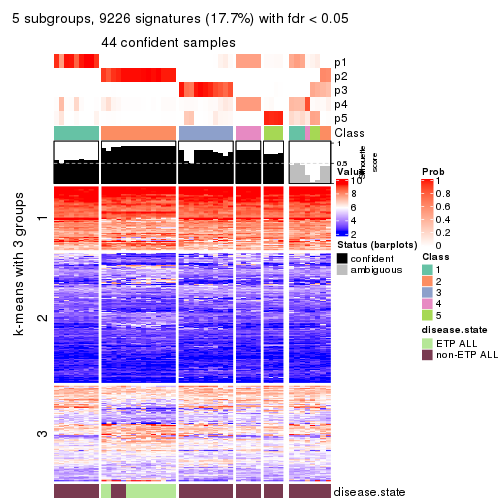 5 subgroups, 9226 signatures (17.7%) with fdr < 0.05
44 confident samples
p1
p2
p3
p4
p5
Class
1
0.5
0
silhouette
score
k-means with 3 groups
1
2
3
Value
10
8
6
4
2
Status (barplots)
confident
ambiguous
Prob
1
0.8
0.6
0.4
0.2
0
Class
1
2
3
4
5
disease.state
ETP ALL
non-ETP ALL
disease.state